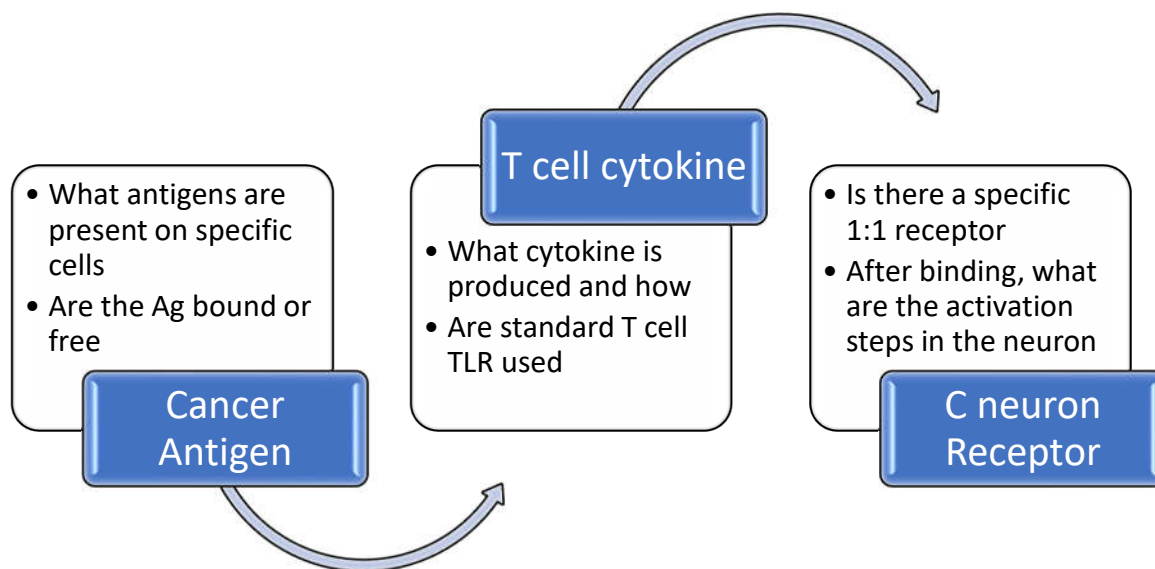 • What antigens are
present on specific
cells
• Are the Ag bound or
free
Cancer
Antigen
T cell cytokine
• What cytokine is
produced and how
• Are standard T cell
TLR used
• Is there a specific
1:1 receptor
• After binding, what
are the activation
steps in the neuron
C neuron
Receptor